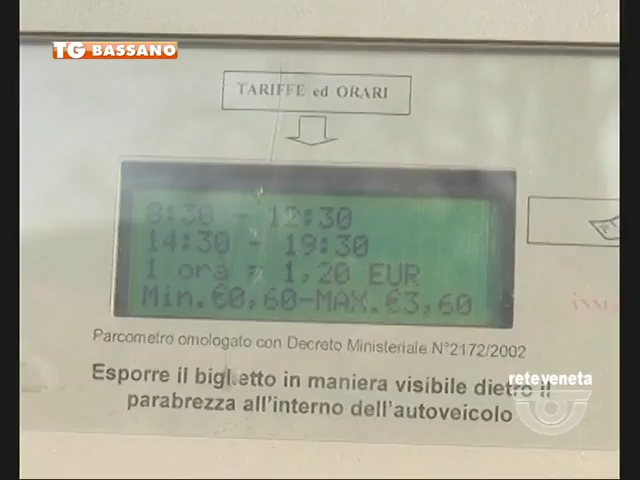 TG BASSANO
TARIFFE ed ORARI
8:30 - 12:30
14:30 - 19:30
1 ora = 1,20 EUR
Min.€0,60-MAX.€3,60
Parcometro omologato con Decreto Ministeriale N°2172/2002
Esporre il biglietto in maniera visibile dietro il
parabrezza all'interno dell'autoveicolo
reteveneta